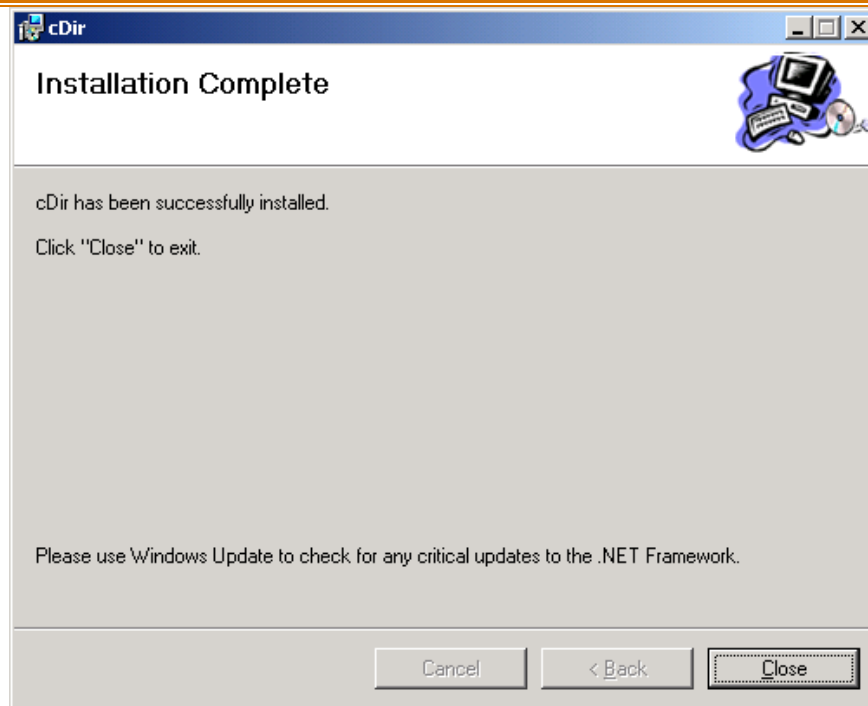 cDir
Installation Complete
cDir has been successfully installed.
Click "Close" to exit.
Please use Windows Update to check for any critical updates to the .NET Framework.
Cancel
< Back
Close